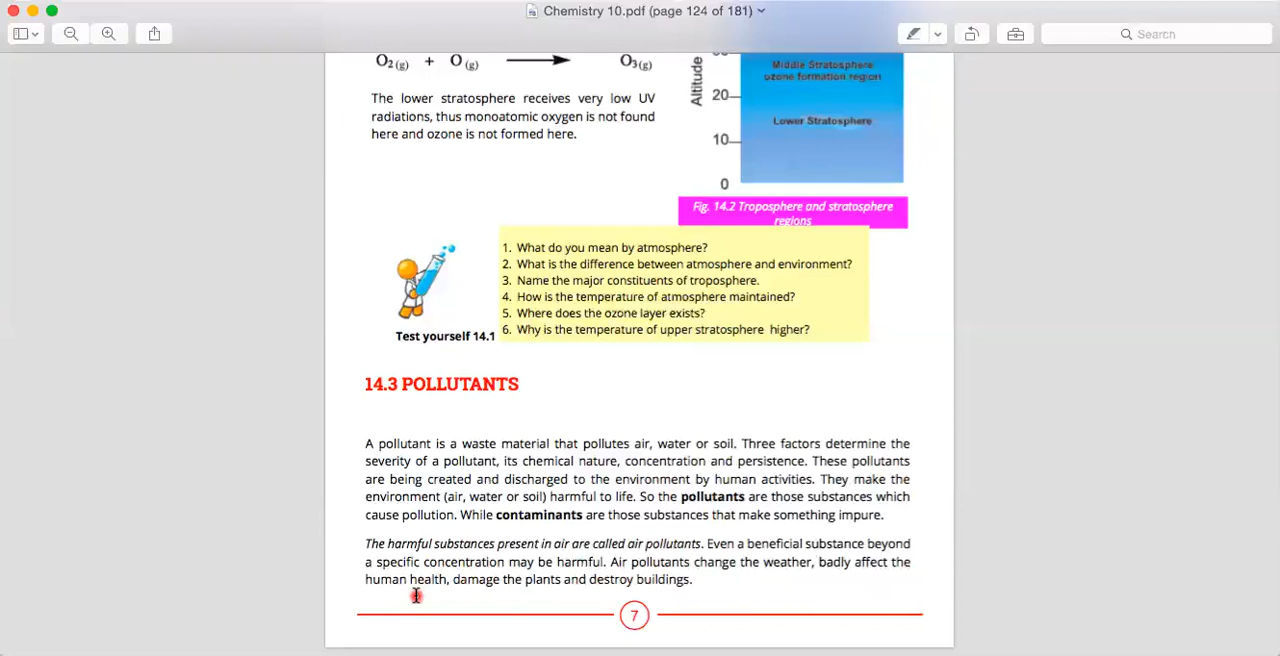 Chemistry 10.pdf (page 124 of 181)
Search
O2(g) + O(g) → O3(g)
The lower stratosphere receives very low UV
radiations, thus monoatomic oxygen is not found
here and ozone is not formed here.
Altitude
Middle Stratosphere
ozone formation region
20
Lower Stratosphere
10
0
Fig. 14.2 Troposphere and stratosphere
regions
1. What do you mean by atmosphere?
2. What is the difference between atmosphere and environment?
3. Name the major constituents of troposphere.
4. How is the temperature of atmosphere maintained?
5. Where does the ozone layer exists?
6. Why is the temperature of upper stratosphere higher?
Test yourself 14.1
14.3 POLLUTANTS
A pollutant is a waste material that pollutes air, water or soil. Three factors determine the
severity of a pollutant, its chemical nature, concentration and persistence. These pollutants
are being created and discharged to the environment by human activities. They make the
environment (air, water or soil) harmful to life. So the pollutants are those substances which
cause pollution. While contaminants are those substances that make something impure.
The harmful substances present in air are called air pollutants. Even a beneficial substance beyond
a specific concentration may be harmful. Air pollutants change the weather, badly affect the
human health, damage the plants and destroy buildings.
7